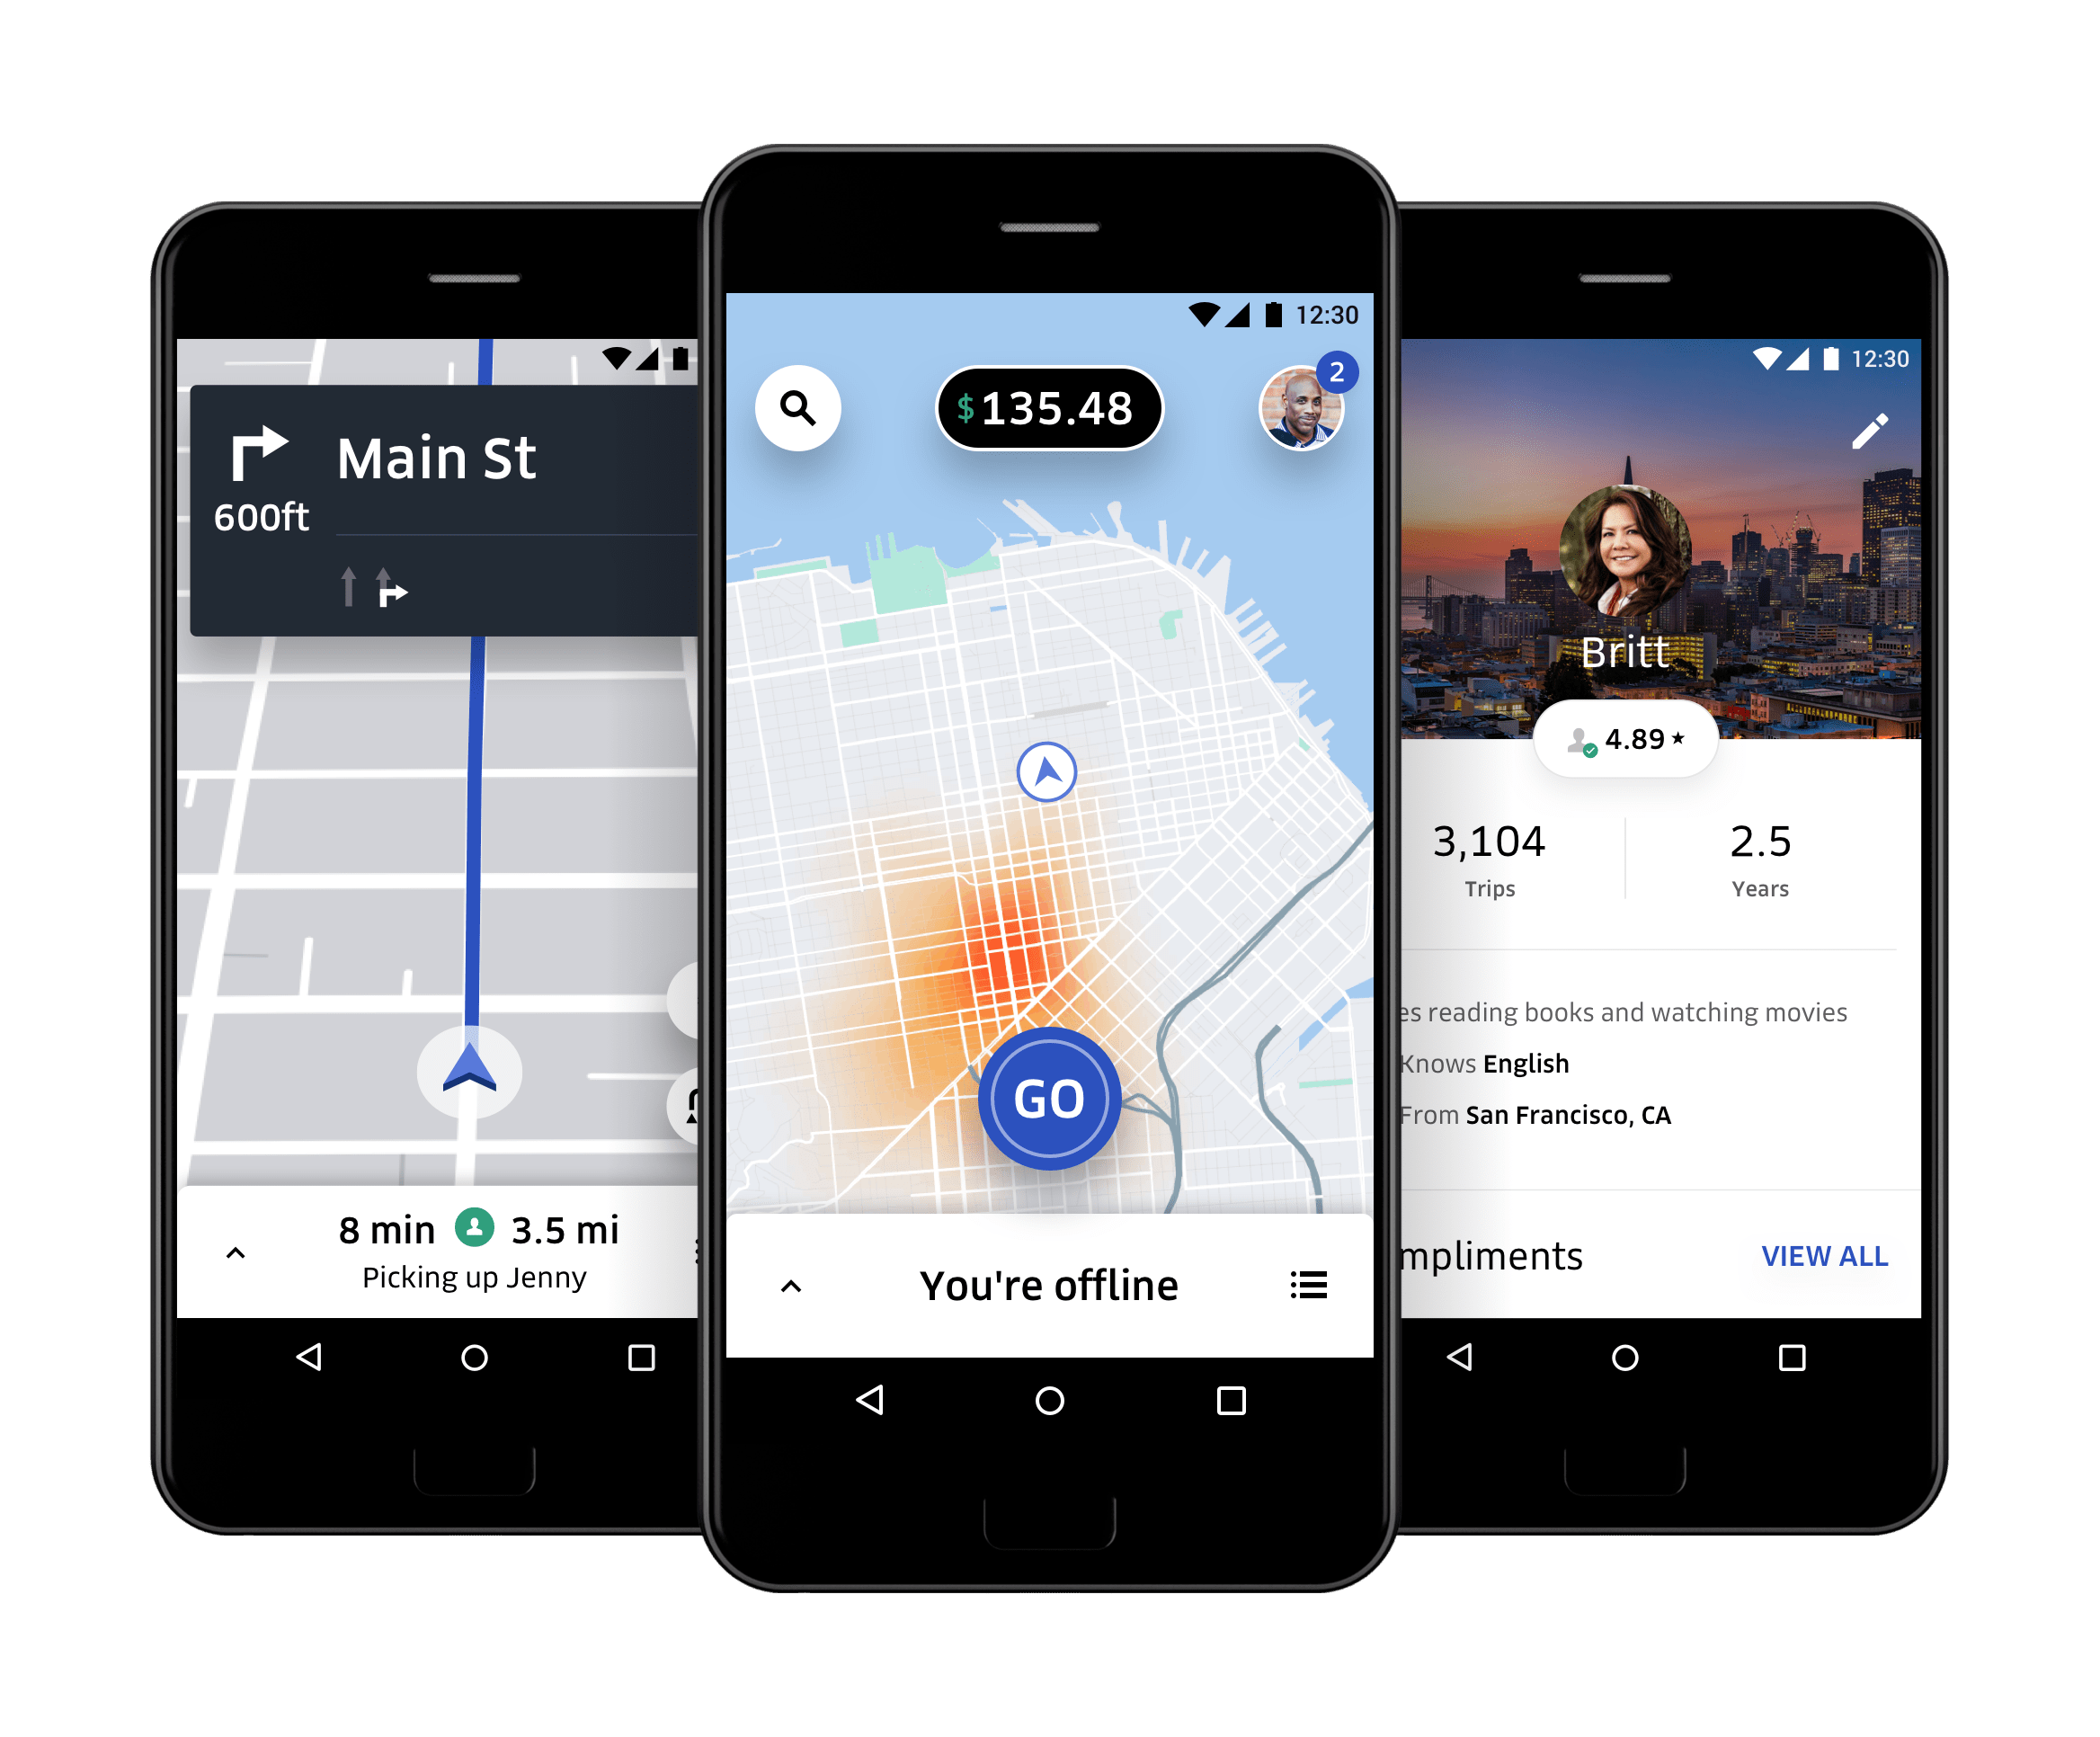 Main St
600ft
8 min 3.5 mi
Picking up Jenny
12:30
$135.48
2
GO
You're offline
12:30
Britt
4.89 ★
3,104
Trips
2.5
Years
reading books and watching movies
Knows English
From San Francisco, CA
VIEW ALL